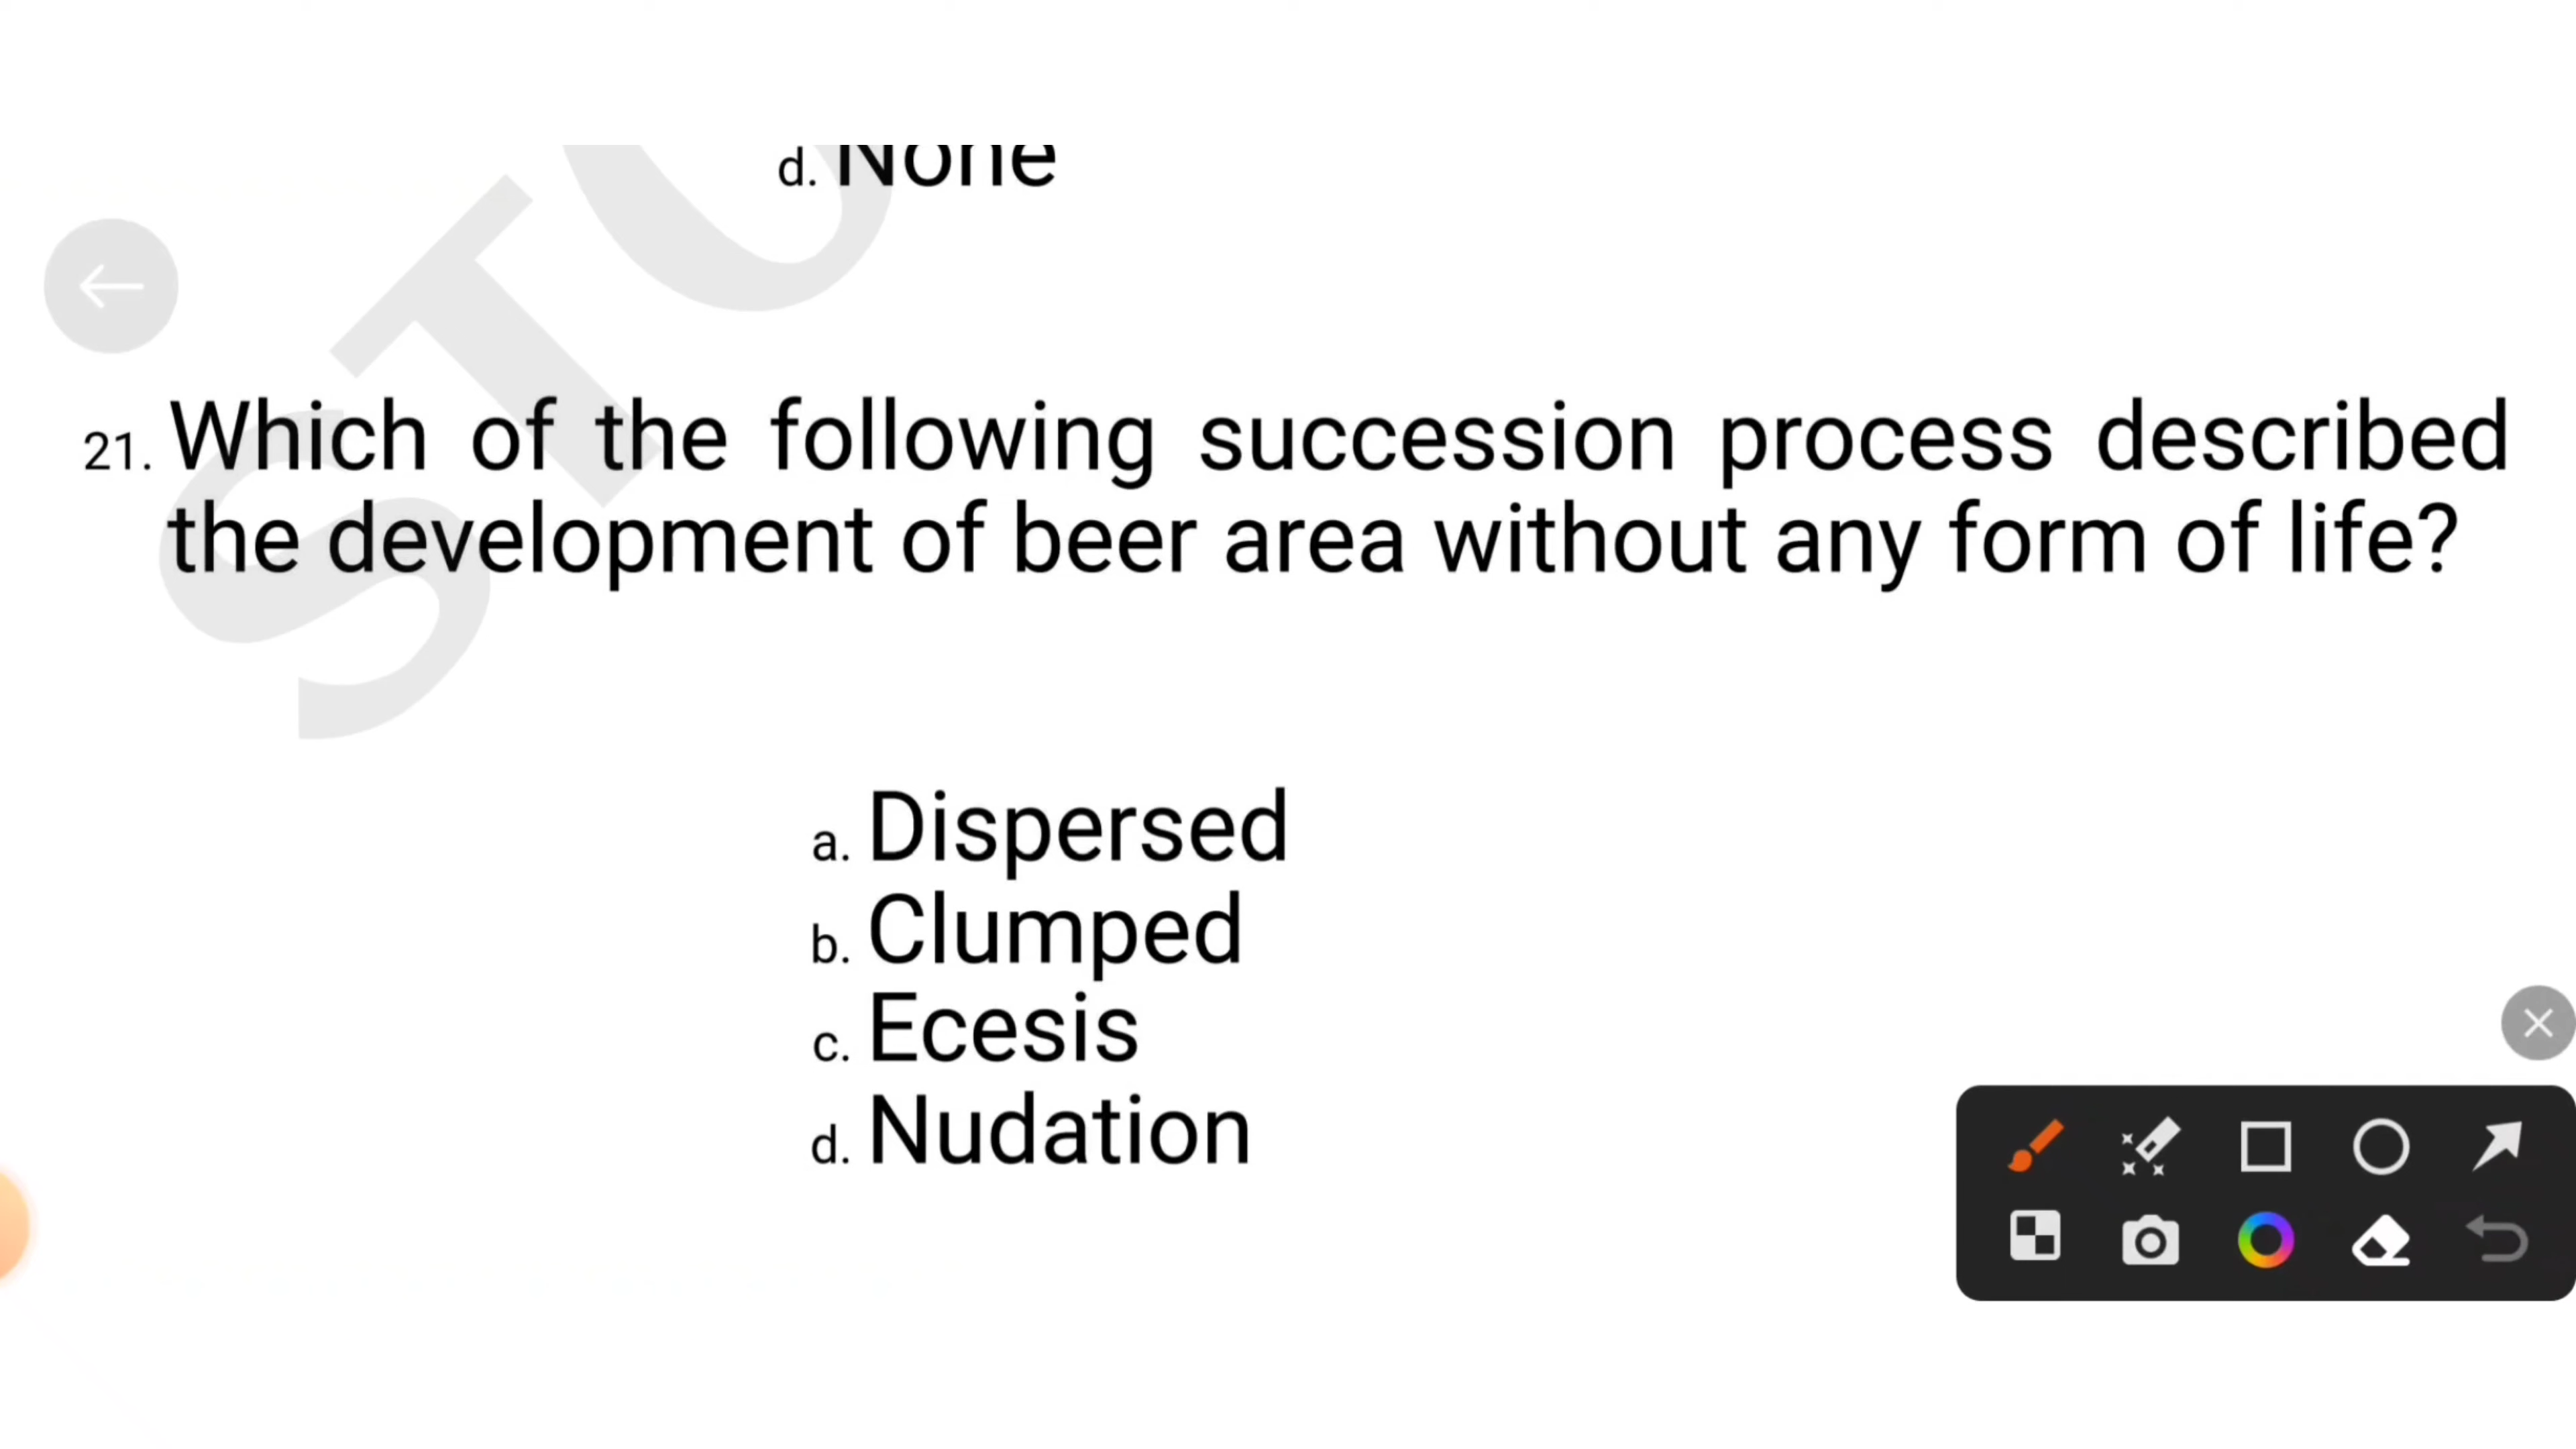 d. None
21. Which of the following succession process described
the development of beer area without any form of life?
a. Dispersed
b. Clumped
c. Ecesis
d. Nudation